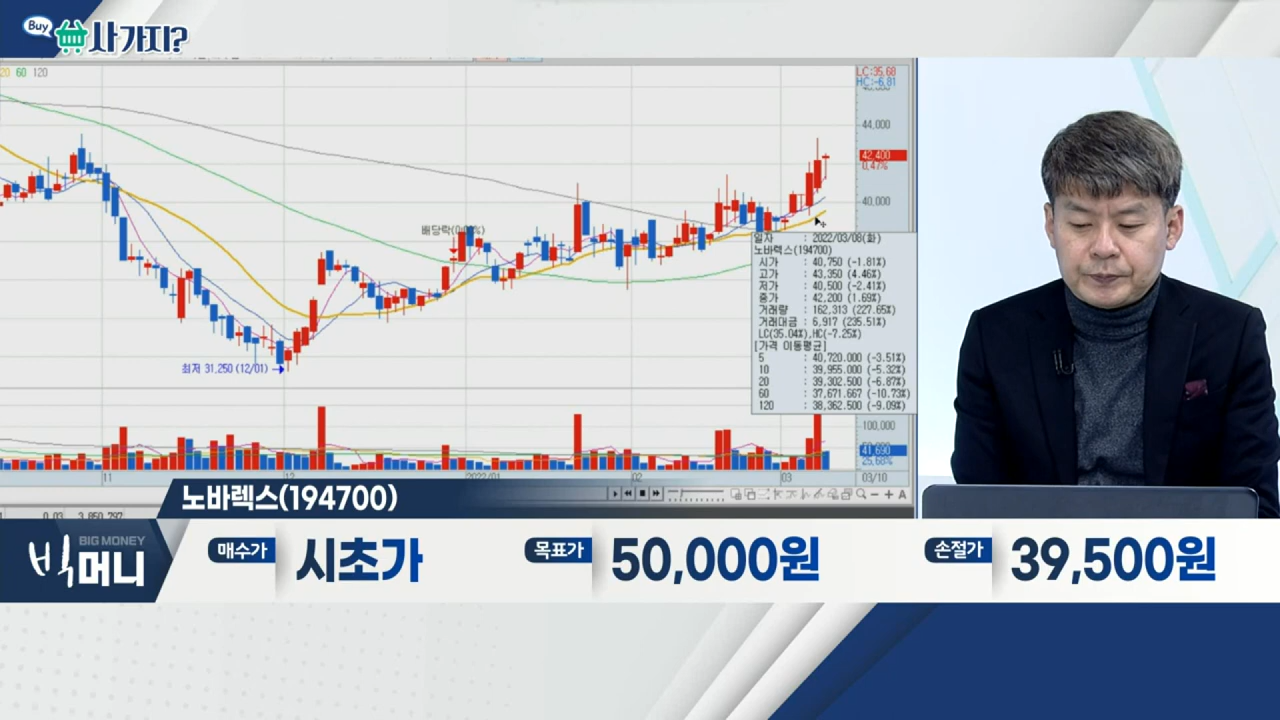 Buy
사가지?
20 60 120
LC:35.68
HC:-6.81
44,000
42,400
0.47%
40,000
배당락(0.00%)
최저 31,250 (12/01)
일자 : 2022/03/08(화)
노바렉스(194700)
시가 : 40,750 (-1.81%)
고가 : 43,350 (4.46%)
저가 : 40,500 (-2.41%)
종가 : 42,200 (1.69%)
거래량 : 162,313 (227.65%)
거래대금 : 6,917 (235.51%)
LC(35.04%),HC(-7.25%)
[가격 이동평균]
5 : 40,720.000 (-3.51%)
10 : 39,955.000 (-5.32%)
20 : 39,302.500 (-6.87%)
60 : 37,671.667 (-10.73%)
120 : 38,362.500 (-9.09%)
100,000
41,690
25.68%
11 12 2022/01 02 03 03/10
노바렉스(194700)
BIG MONEY
빅머니
매수가 시초가 목표가 50,000원 손절가 39,500원